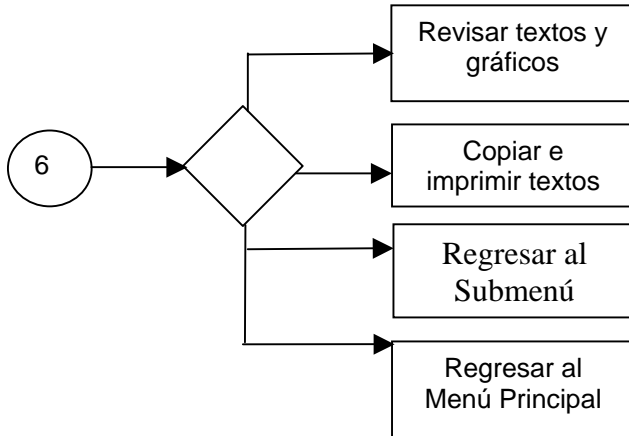 Revisar textos y
gráficos
6
Copiar e
imprimir textos
Regresar al
Submenú
Regresar al
Menú Principal